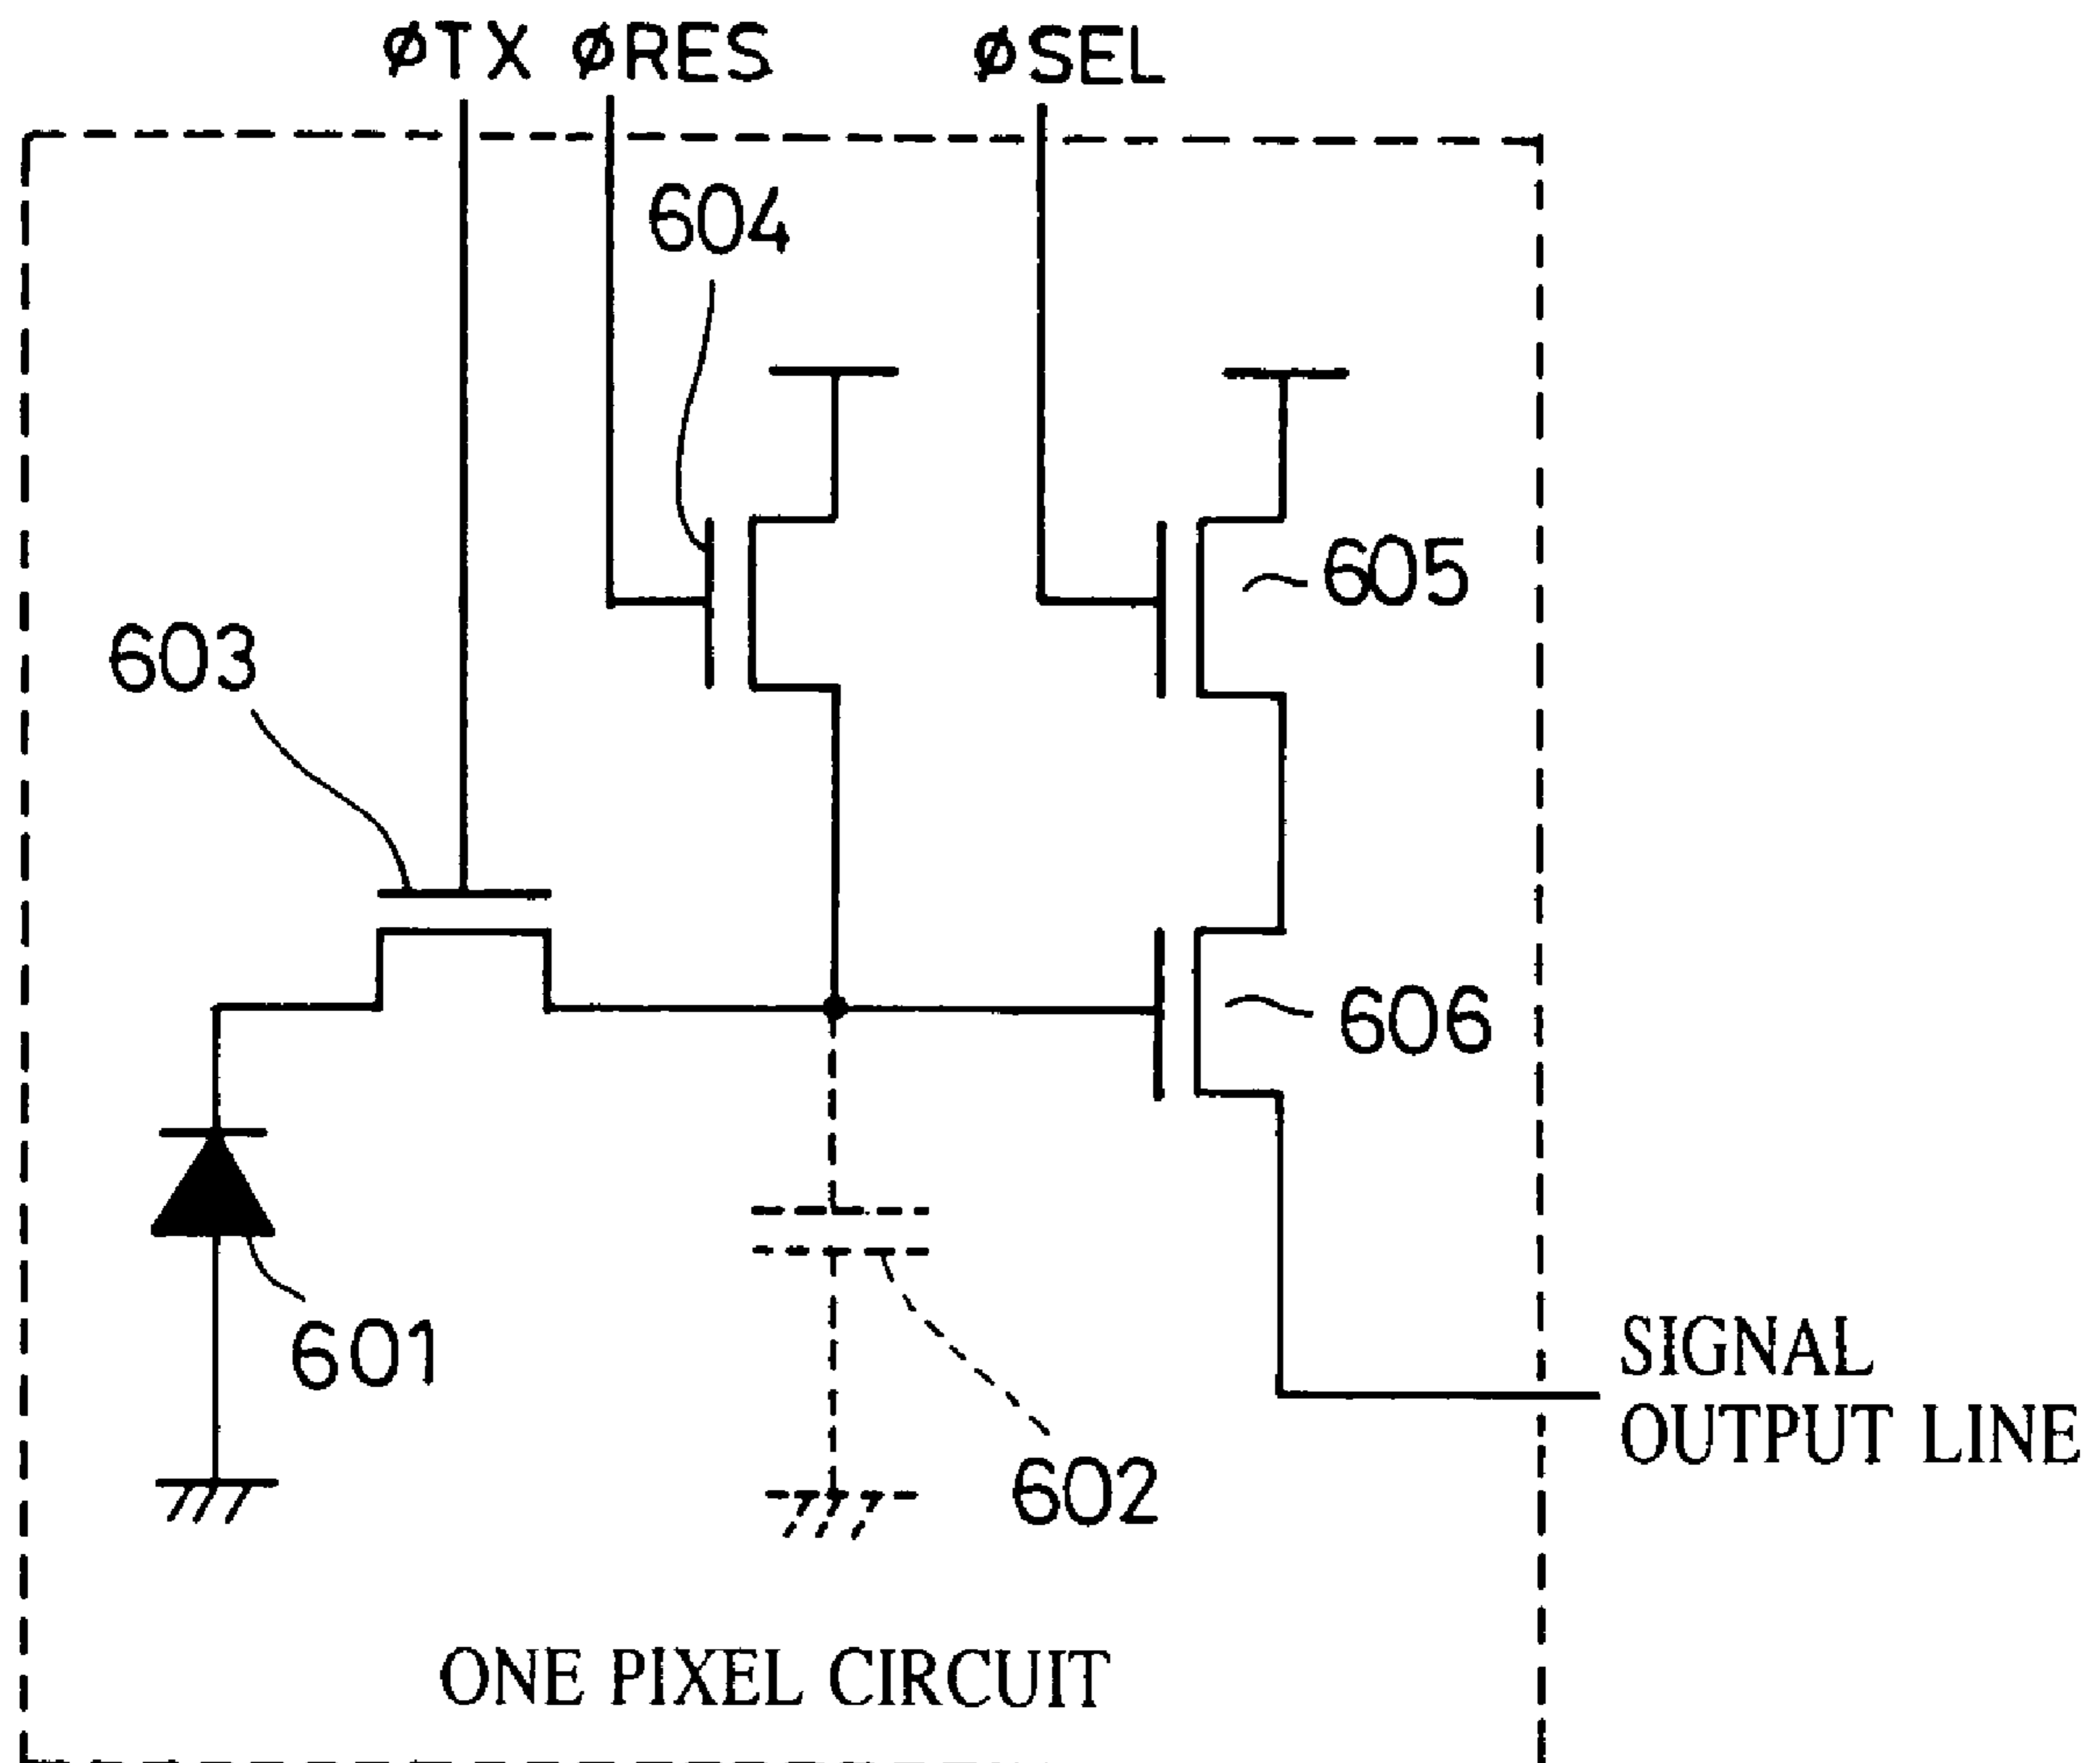 øTX øRES øSEL
604
605
603
606
601
SIGNAL
OUTPUT LINE
602
ONE PIXEL CIRCUIT